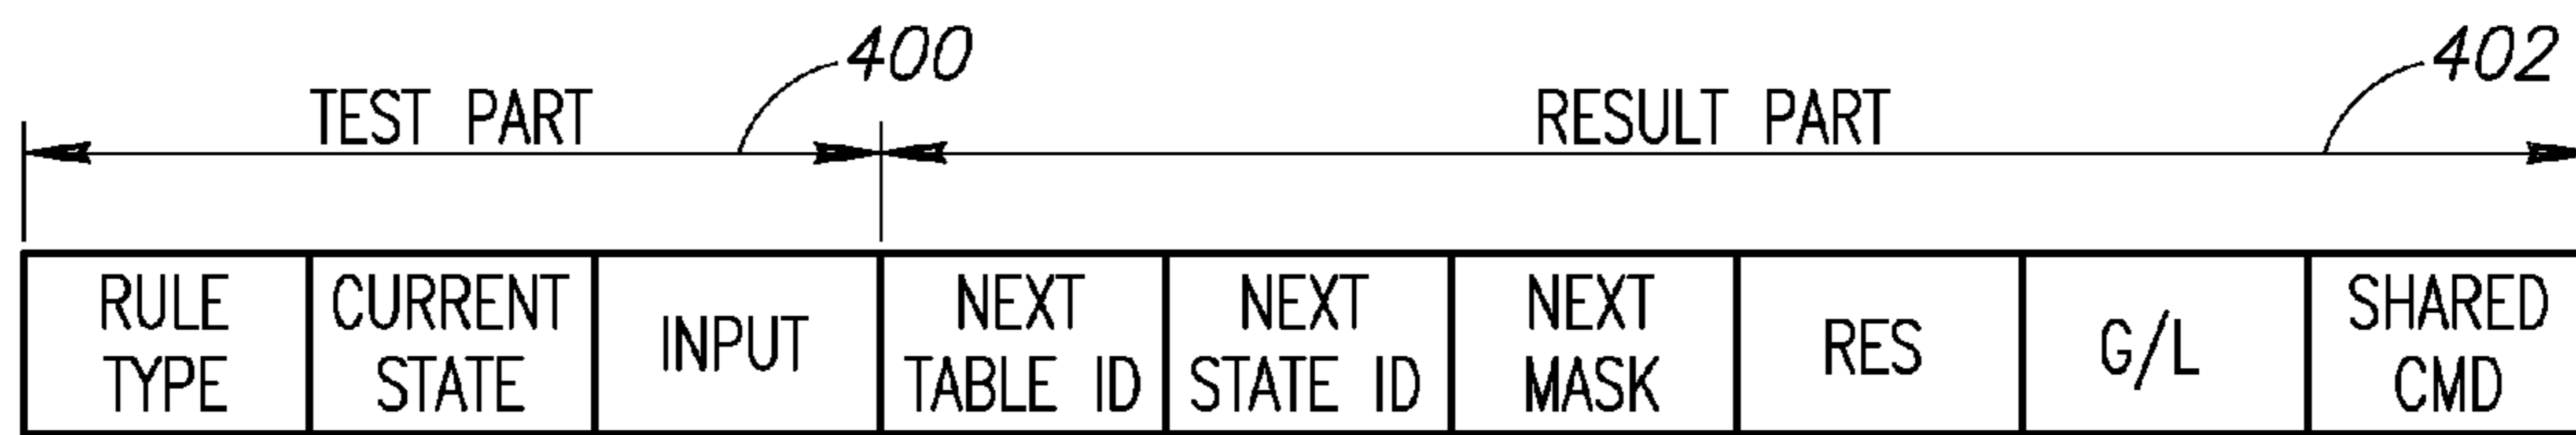 400
402
TEST PART
RESULT PART
RULE
TYPE
CURRENT
STATE
INPUT
NEXT
TABLE ID
NEXT
STATE ID
NEXT
MASK
RES
G/L
SHARED
CMD